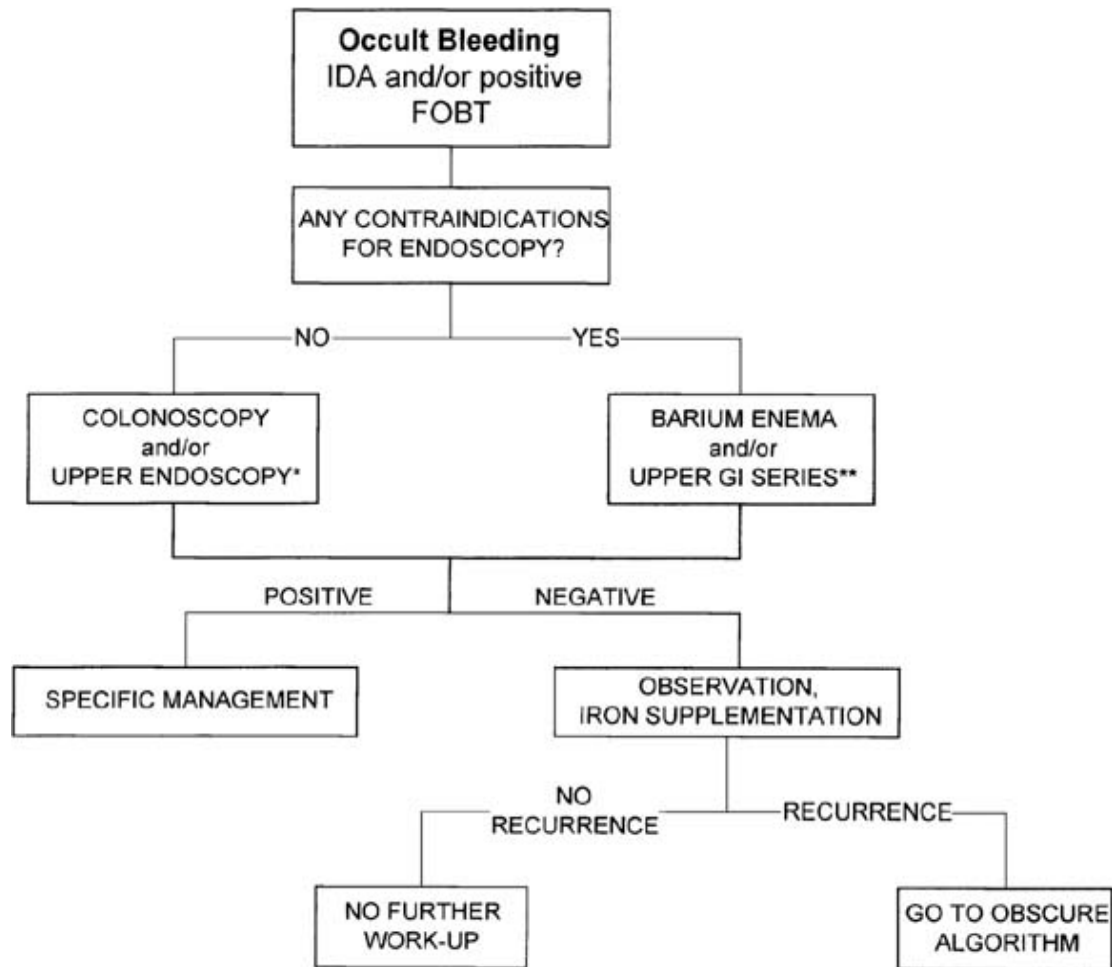 Occult Bleeding
IDA and/or positive
FOBT
ANY CONTRAINDICATIONS
FOR ENDOSCOPY?
NO
YES
COLONOSCOPY
and/or
UPPER ENDOSCOPY*
BARIUM ENEMA
and/or
UPPER GI SERIES**
POSITIVE
NEGATIVE
SPECIFIC MANAGEMENT
OBSERVATION,
IRON SUPPLEMENTATION
NO
RECURRENCE
RECURRENCE
NO FURTHER
WORK-UP
GO TO OBSCURE
ALGORITHM